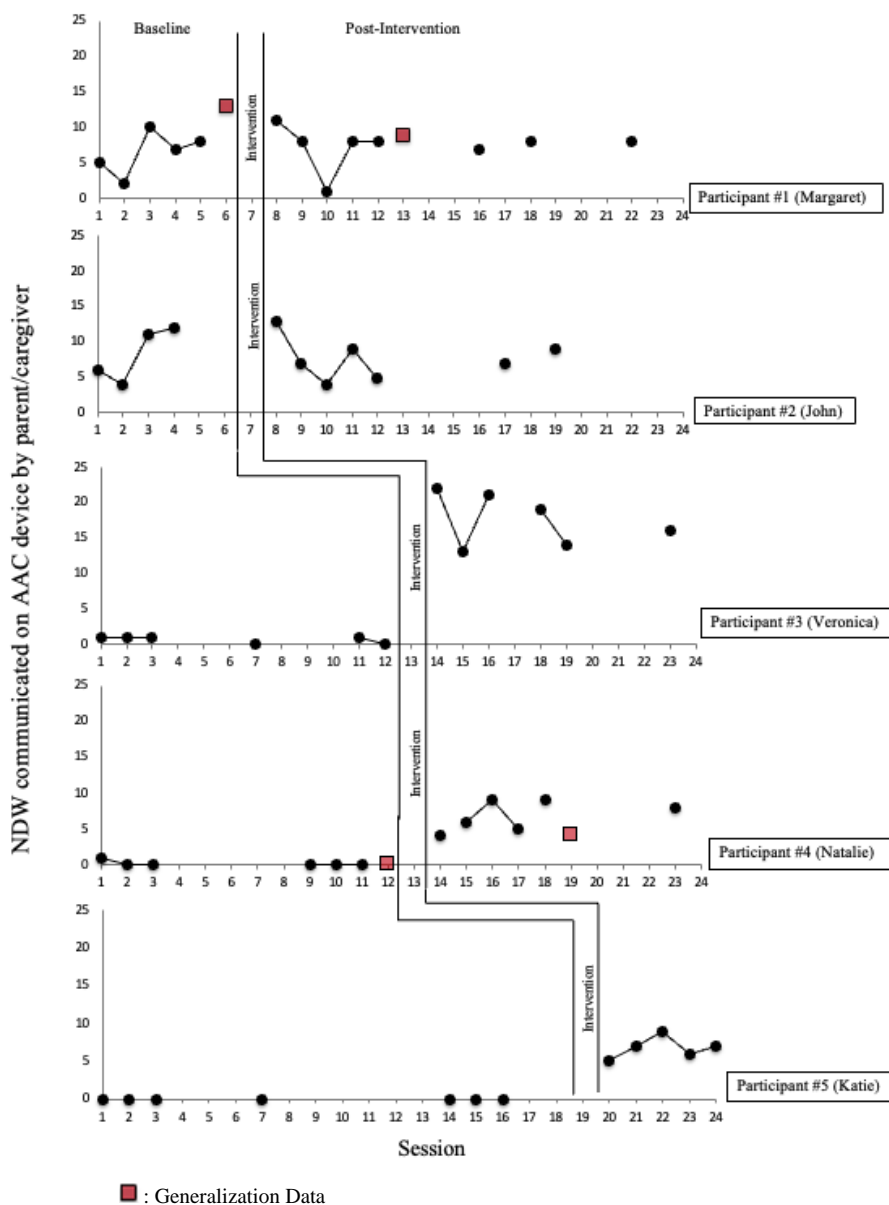 NDW communicated on AAC device by parent/caregiver
Baseline
Post-Intervention
25
20
15
10
5
0
Intervention
1 2 3 4 5 6 7 8 9 10 11 12 13 14 15 16 17 18 19 20 21 22 23 24
Participant #1 (Margaret)
25
20
15
10
5
0
Intervention
1 2 3 4 5 6 7 8 9 10 11 12 13 14 15 16 17 18 19 20 21 22 23 24
Participant #2 (John)
25
20
15
10
5
0
Intervention
1 2 3 4 5 6 7 8 9 10 11 12 13 14 15 16 17 18 19 20 21 22 23 24
Participant #3 (Veronica)
25
20
15
10
5
0
Intervention
1 2 3 4 5 6 7 8 9 10 11 12 13 14 15 16 17 18 19 20 21 22 23 24
Participant #4 (Natalie)
25
20
15
10
5
0
Intervention
1 2 3 4 5 6 7 8 9 10 11 12 13 14 15 16 17 18 19 20 21 22 23 24
Participant #5 (Katie)
Session
: Generalization Data